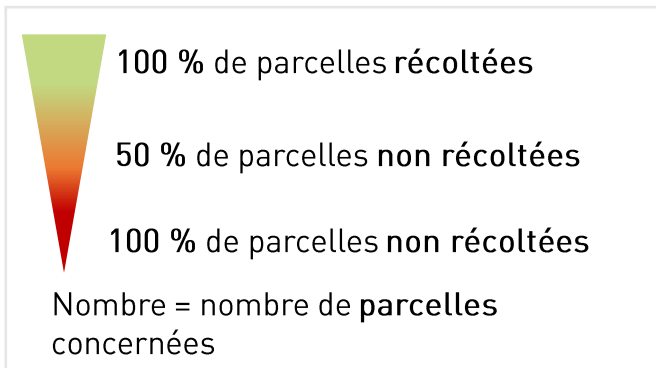 100 % de parcelles récoltées
50 % de parcelles non récoltées
100 % de parcelles non récoltées
Nombre = nombre de parcelles
concernées